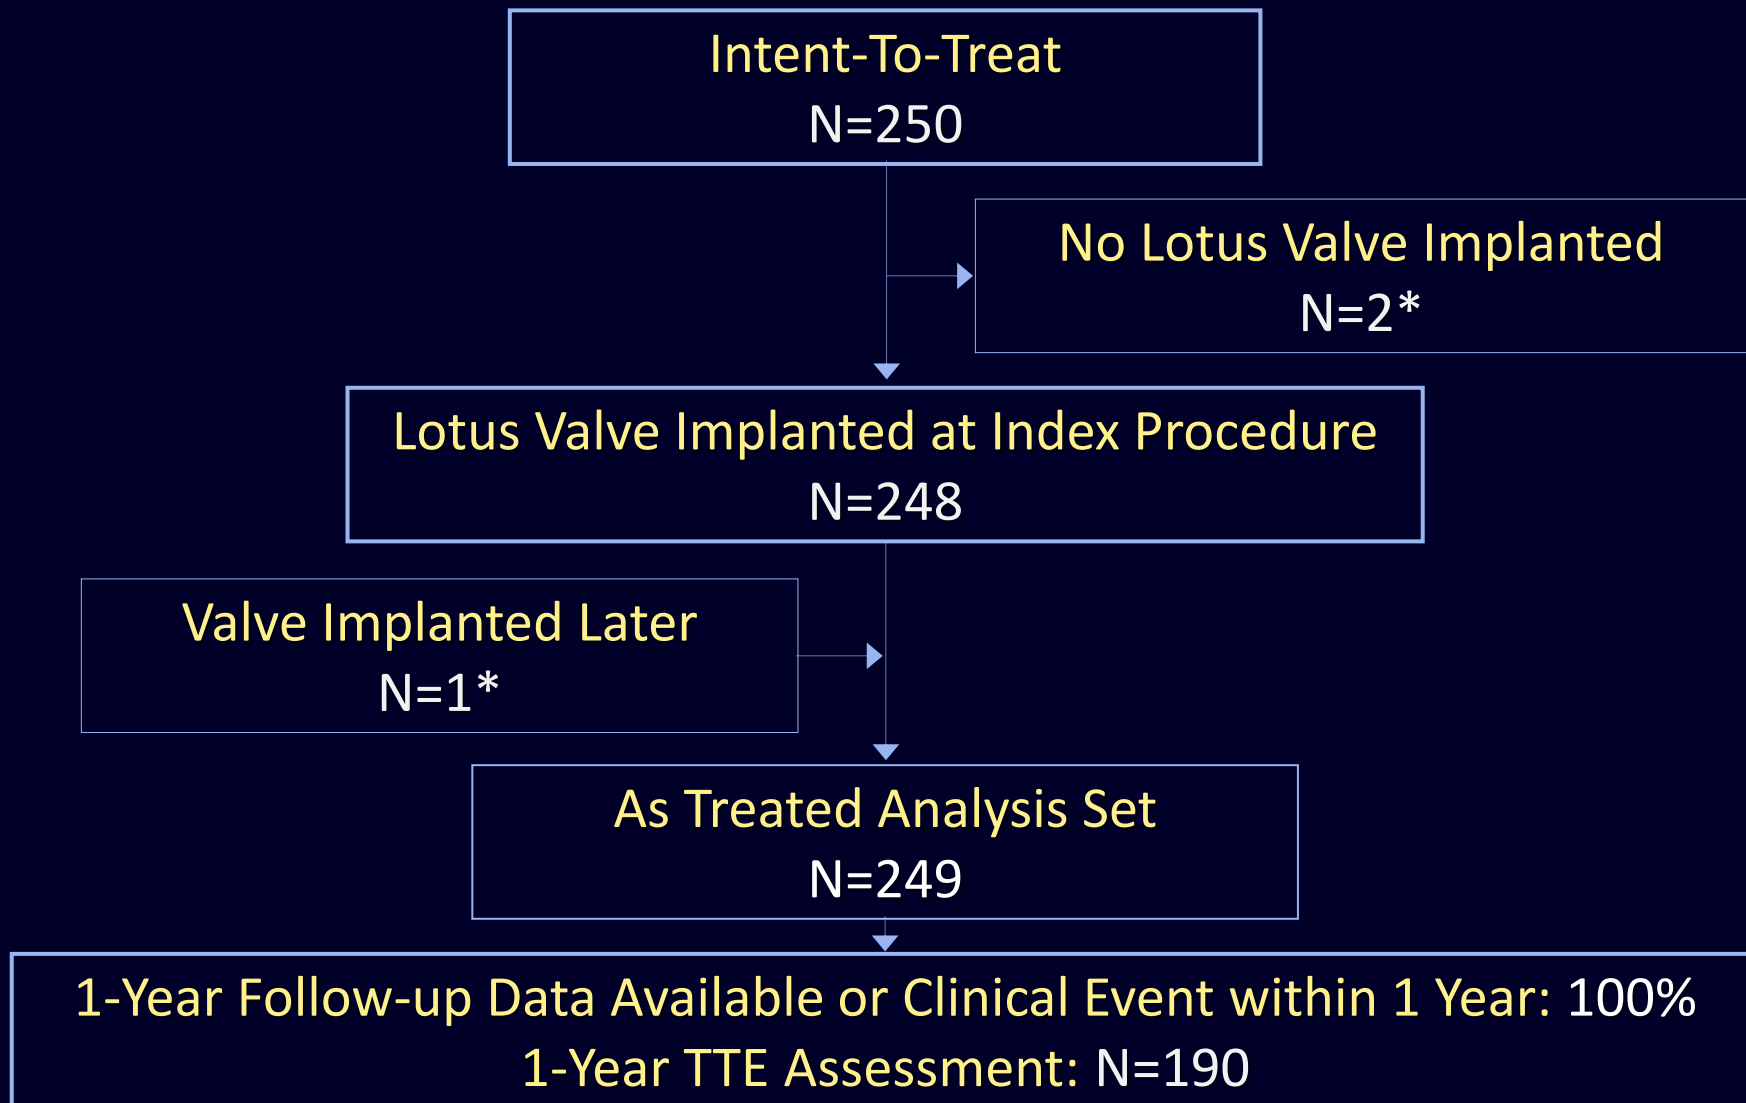 Intent-To-Treat
N=250
No Lotus Valve Implanted
N=2*
Lotus Valve Implanted at Index Procedure
N=248
Valve Implanted Later
N=1*
As Treated Analysis Set
N=249
1-Year Follow-up Data Available or Clinical Event within 1 Year: 100%
1-Year TTE Assessment: N=190